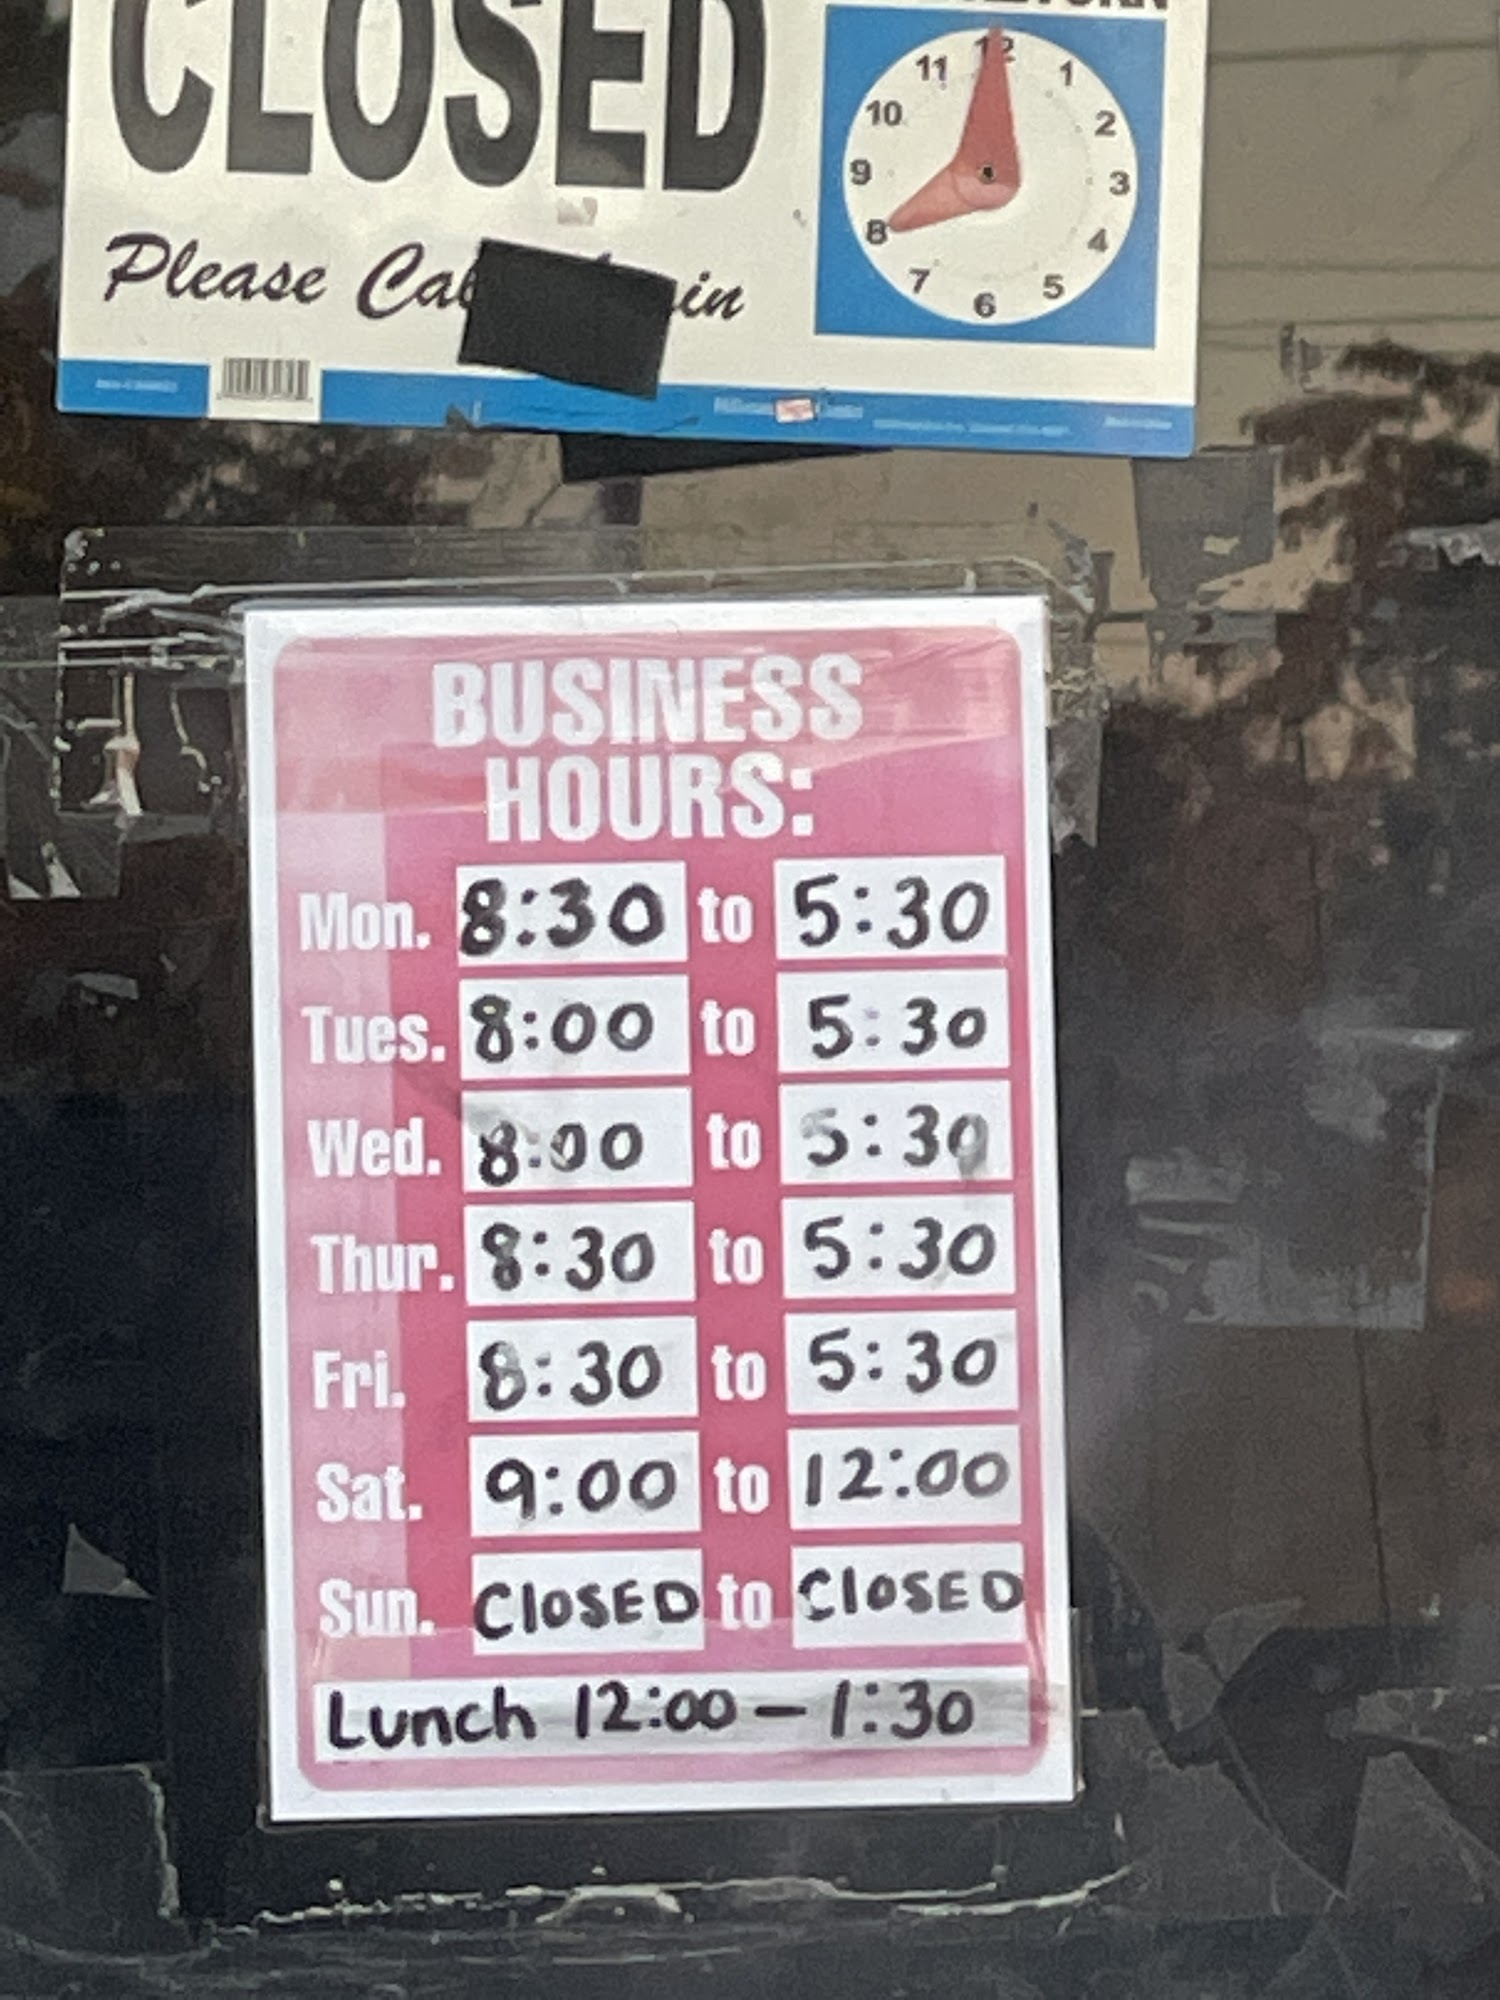 CLOSED
Please Call
11 12 1
10 2
9 3
8 4
7 6 5
BUSINESS
HOURS:
Mon. 8:30 to 5:30
Tues. 8:00 to 5:30
Wed. 8:00 to 5:30
Thur. 8:30 to 5:30
Fri. 8:30 to 5:30
Sat. 9:00 to 12:00
Sun. ClOSED to ClOSED
Lunch 12:00 – 1:30